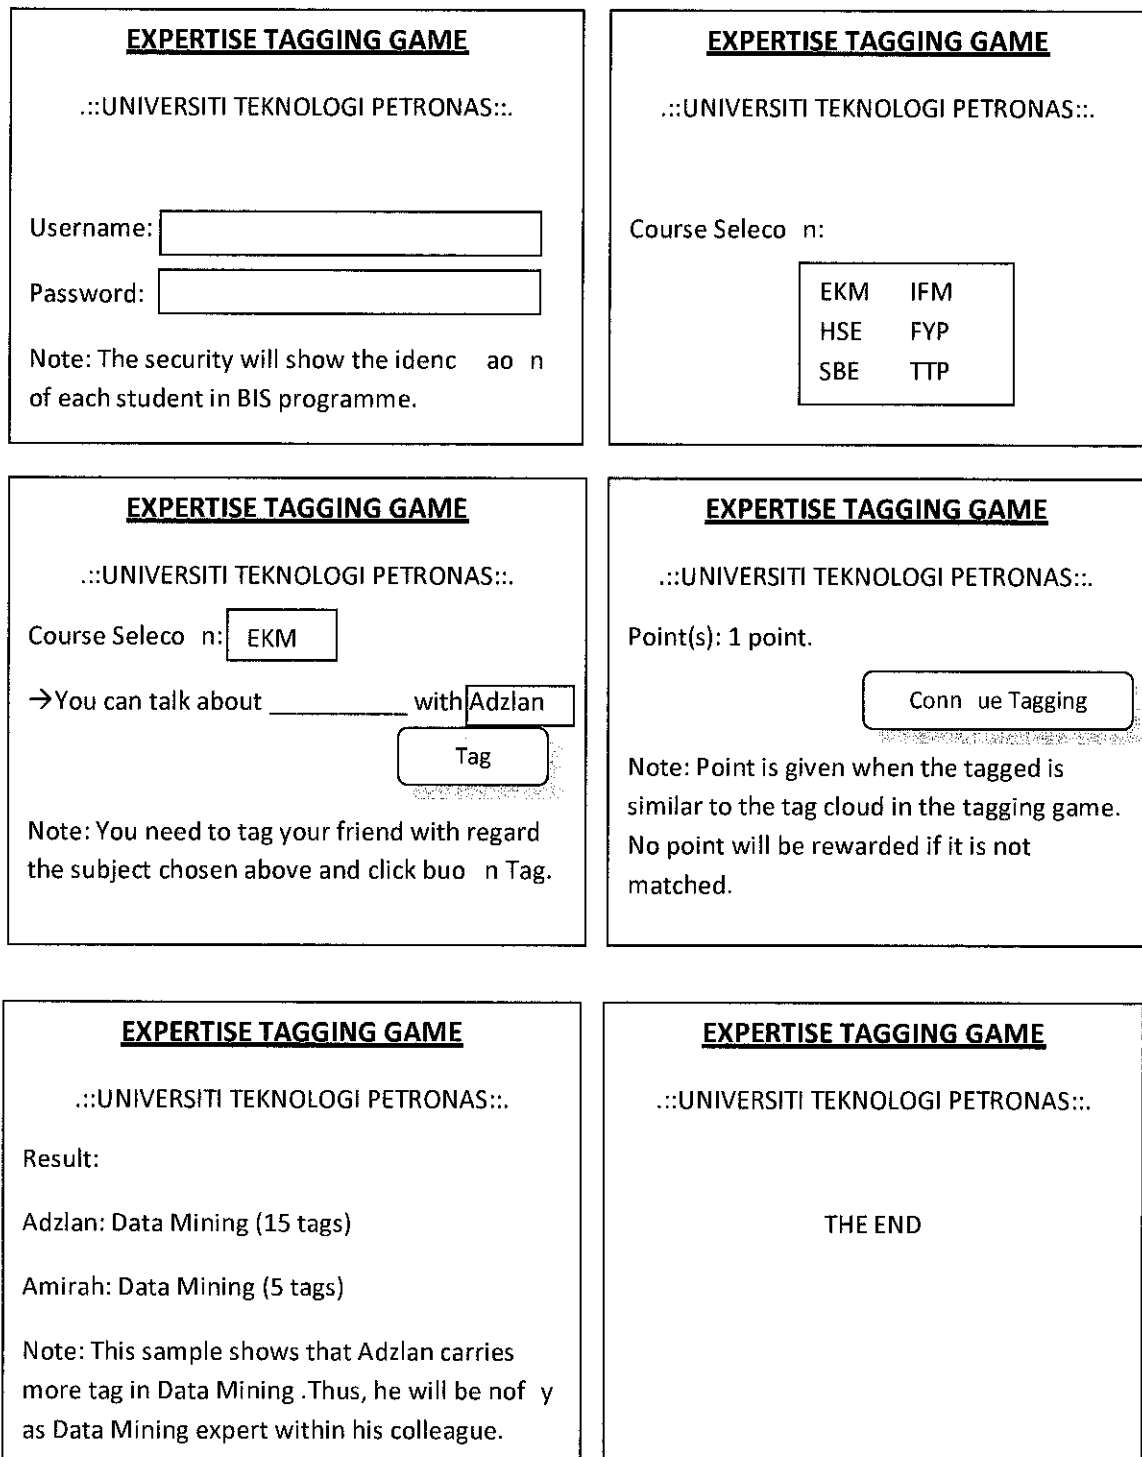 EXPERTISE TAGGING GAME
.::UNIVERSITI TEKNOLOGI PETRONAS::.
Username:
Password:
Note: The security will show the idenc ao n
of each student in BIS programme.
EXPERTISE TAGGING GAME
.::UNIVERSITI TEKNOLOGI PETRONAS::.
Course Seleco n:
EKM IFM
HSE FYP
SBE TTP
EXPERTISE TAGGING GAME
.::UNIVERSITI TEKNOLOGI PETRONAS::.
Course Seleco n: EKM
→You can talk about __________ with Adzlan
Tag
Note: You need to tag your friend with regard
the subject chosen above and click buo n Tag.
EXPERTISE TAGGING GAME
.::UNIVERSITI TEKNOLOGI PETRONAS::.
Point(s): 1 point.
Conn ue Tagging
Note: Point is given when the tagged is
similar to the tag cloud in the tagging game.
No point will be rewarded if it is not
matched.
EXPERTISE TAGGING GAME
.::UNIVERSITI TEKNOLOGI PETRONAS::.
Result:
Adzlan: Data Mining (15 tags)
Amirah: Data Mining (5 tags)
Note: This sample shows that Adzlan carries
more tag in Data Mining .Thus, he will be nof y
as Data Mining expert within his colleague.
EXPERTISE TAGGING GAME
.::UNIVERSITI TEKNOLOGI PETRONAS::.
THE END